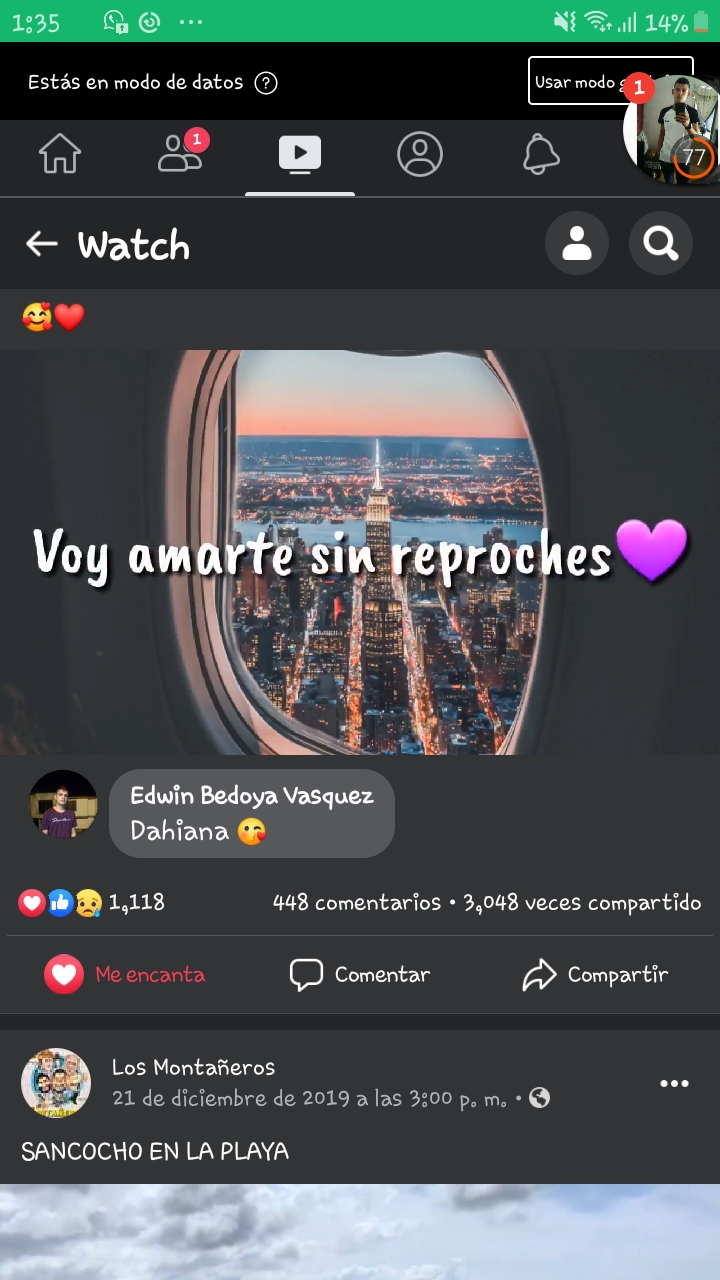 1:35
14%
Estás en modo de datos ?
Usar modo
1
77
1
Watch
🥰❤️
Voy amarte sin reproches💜
Edwin Bedoya Vasquez
Dahiana 😘
1,118
448 comentarios • 3,048 veces compartido
Me encanta
Comentar
Compartir
Los Montañeros
21 de diciembre de 2019 a las 3:00 p. m. •
SANCOCHO EN LA PLAYA